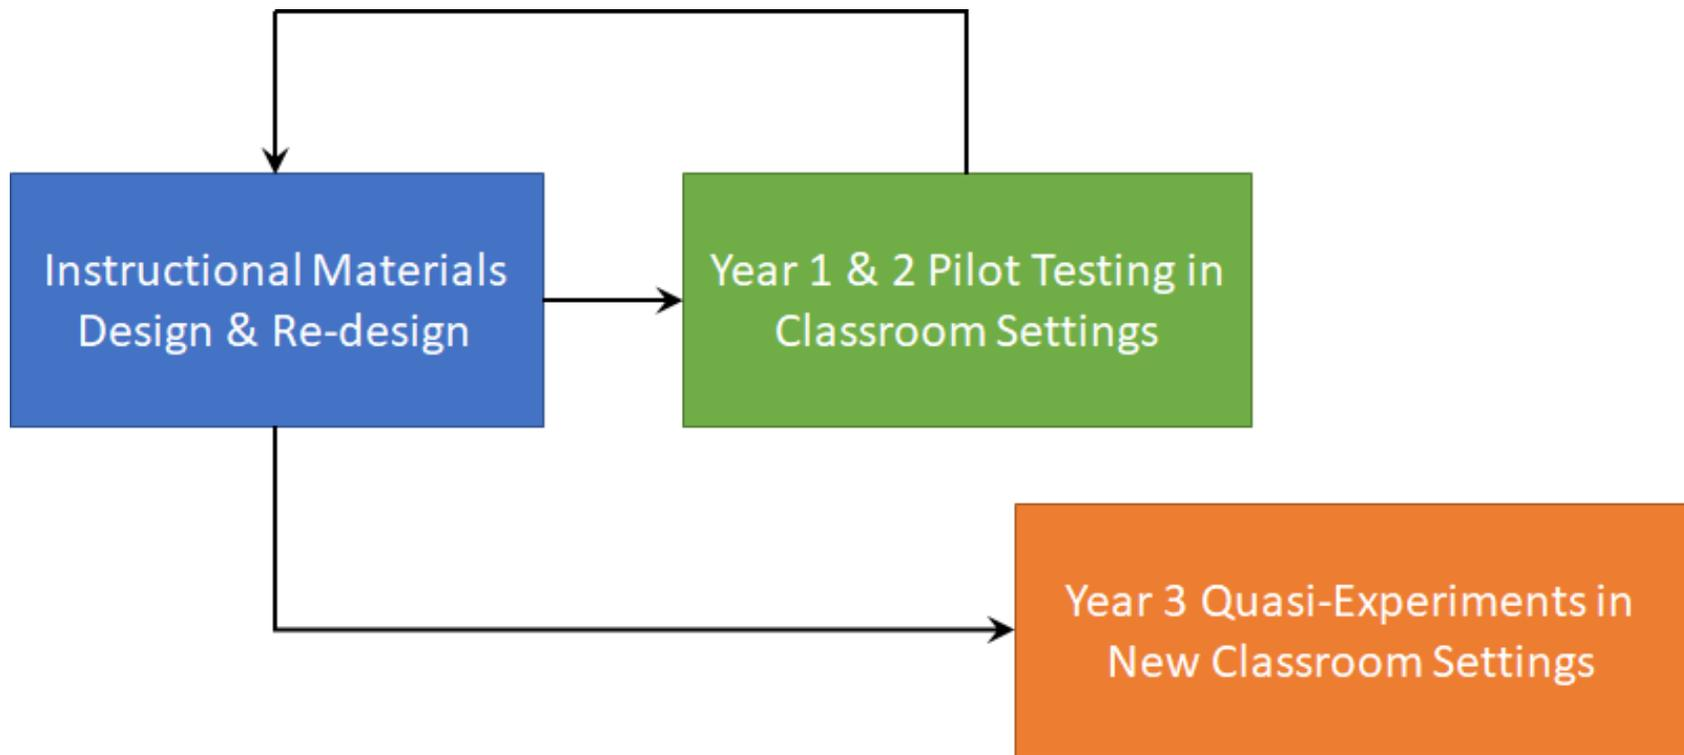 Instructional Materials
Design & Re-design
Year 1 & 2 Pilot Testing in
Classroom Settings
Year 3 Quasi-Experiments in
New Classroom Settings